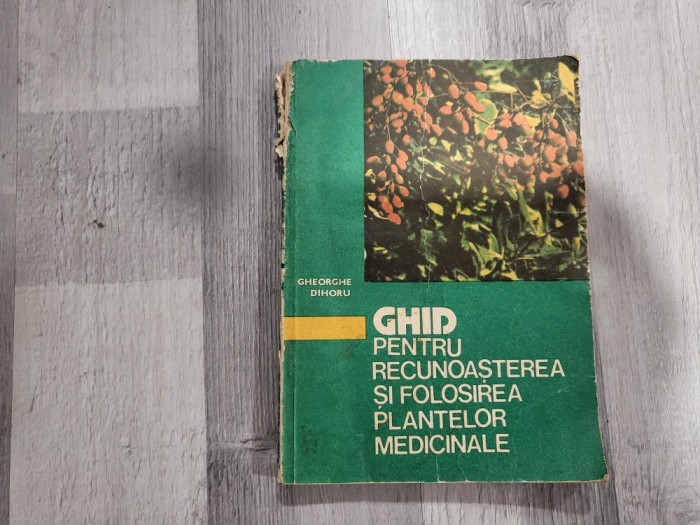 GHEORGHE
DIHORU
GHID
PENTRU
RECUNOAȘTEREA
ȘI FOLOSIREA
PLANTELOR
MEDICINALE